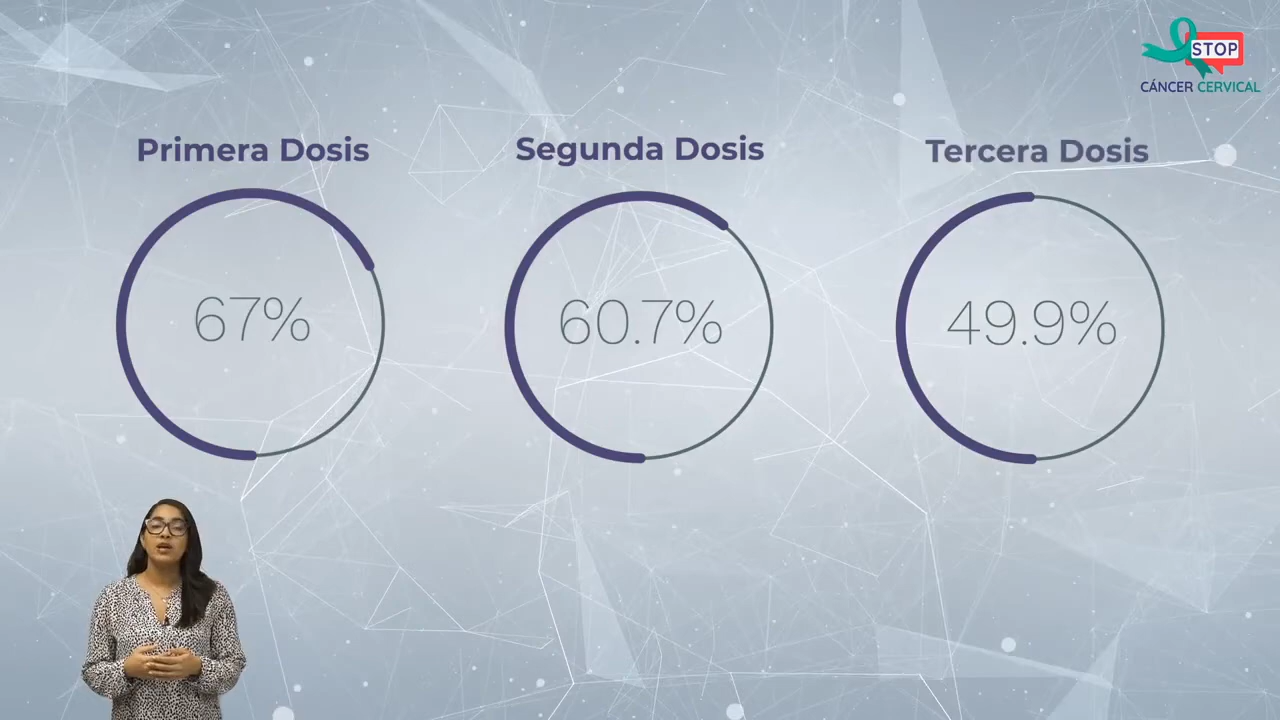 STOP
CÁNCER CERVICAL
Primera Dosis
Segunda Dosis
Tercera Dosis
67%
60.7%
49.9%